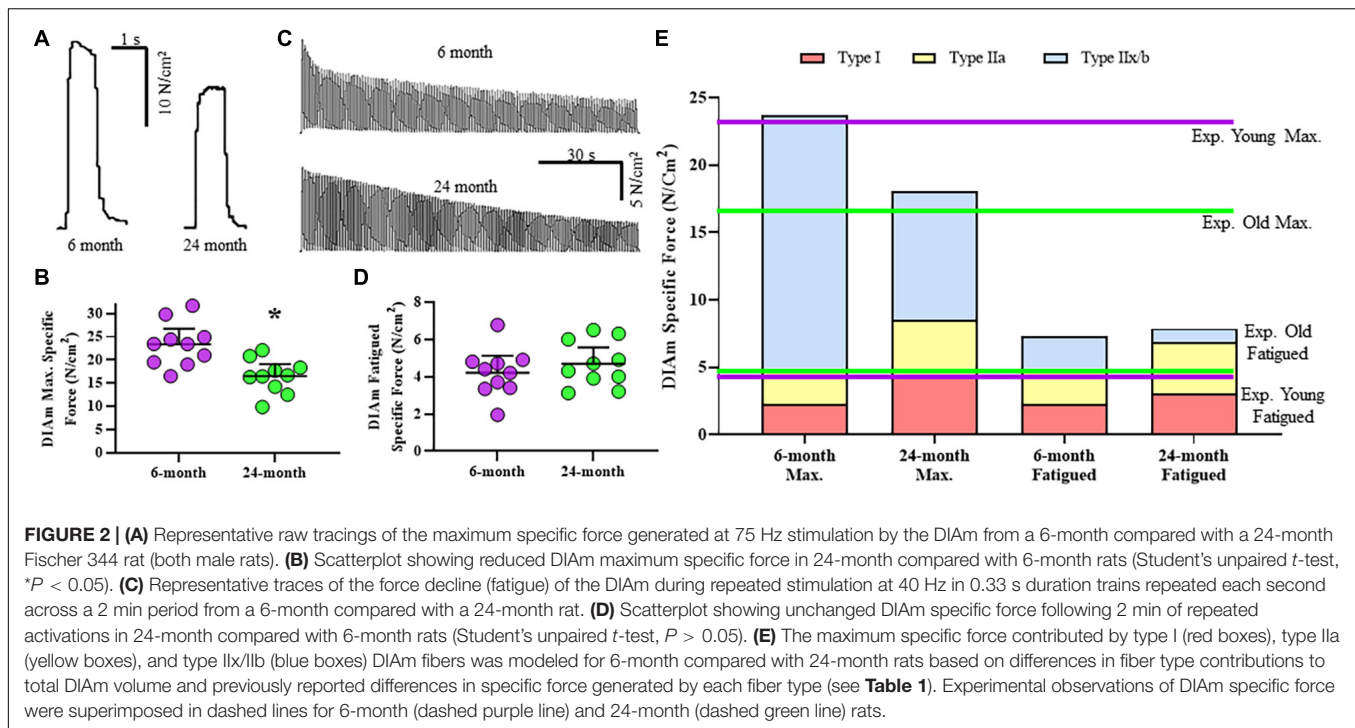 A
1 s
10 N/cm²
6 month
24 month
B
DIAm Max. Specific
Force (N/cm²)
30
25
20
15
10
5
0
*
6-month
24-month
C
6 month
30 s
24 month
5 N/cm²
D
DIAm Fatigued
Specific Force (N/cm²)
8
6
4
2
0
6-month
24-month
E
Type I
Type IIa
Type IIx/b
DIAm Specific Force (N/Cm²)
25
20
15
10
5
0
Exp. Young Max.
Exp. Old Max.
Exp. Old
Fatigued
Exp. Young
Fatigued
6-month
Max.
24-month
Max.
6-month
Fatigued
24-month
Fatigued
FIGURE 2 | (A) Representative raw tracings of the maximum specific force generated at 75 Hz stimulation by the DIAm from a 6-month compared with a 24-month
Fischer 344 rat (both male rats). (B) Scatterplot showing reduced DIAm maximum specific force in 24-month compared with 6-month rats (Student's unpaired t-test,
*P < 0.05). (C) Representative traces of the force decline (fatigue) of the DIAm during repeated stimulation at 40 Hz in 0.33 s duration trains repeated each second
across a 2 min period from a 6-month compared with a 24-month rat. (D) Scatterplot showing unchanged DIAm specific force following 2 min of repeated
activations in 24-month compared with 6-month rats (Student's unpaired t-test, P > 0.05). (E) The maximum specific force contributed by type I (red boxes), type IIa
(yellow boxes), and type IIx/IIb (blue boxes) DIAm fibers was modeled for 6-month compared with 24-month rats based on differences in fiber type contributions to
total DIAm volume and previously reported differences in specific force generated by each fiber type (see Table 1). Experimental observations of DIAm specific force
were superimposed in dashed lines for 6-month (dashed purple line) and 24-month (dashed green line) rats.